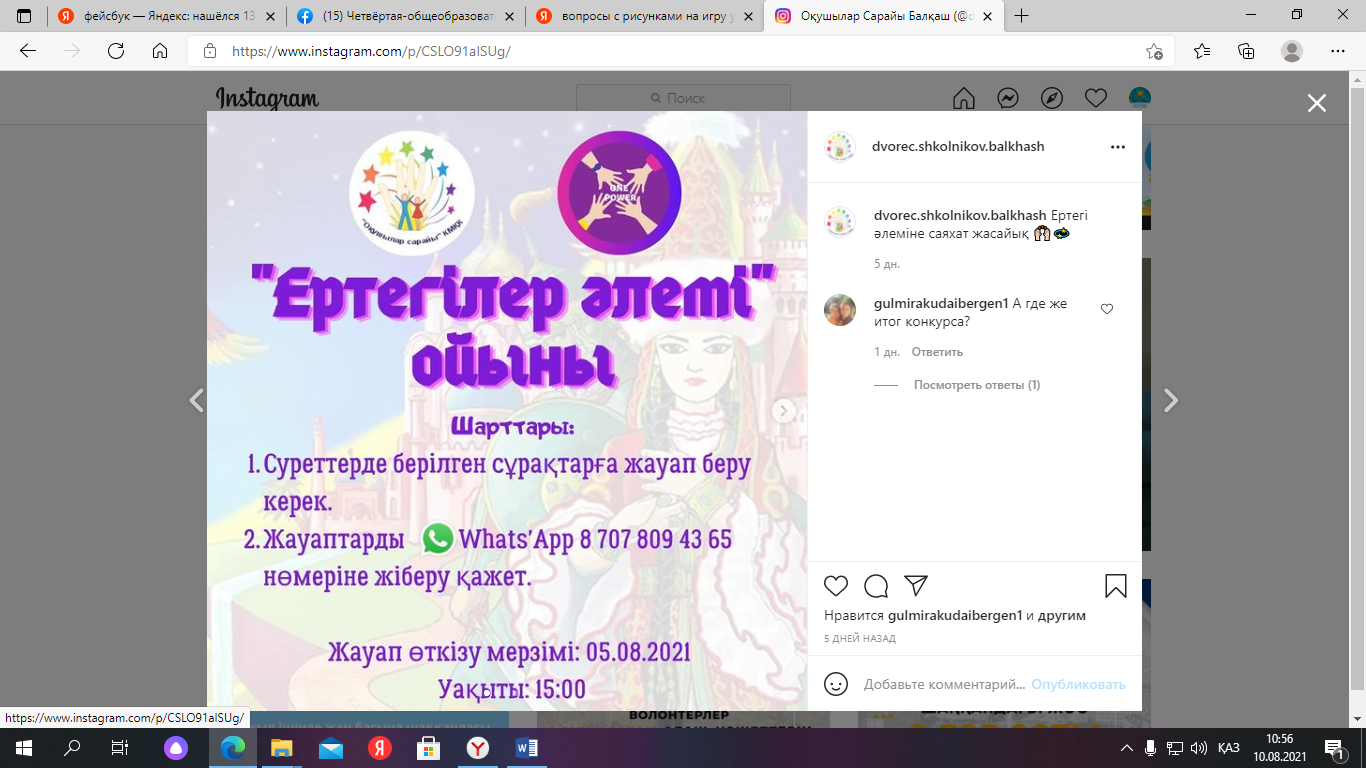 фейсбук — Яндекс: нашёлся 13
(15) Четвёртая-общеобразоват
вопросы с рисунками на игру у
Оқушылар Сарайы Балқаш (@
https://www.instagram.com/p/CSLO91alSUg/
Instagram
Поиск
ONE
POWER
"Оқушылар сарайы" КМҚК
"Ертегілер әлемі"
ойыны
Шарттары:
1. Суреттерде берілген сұрақтарға жауап беру
керек.
2. Жауаптарды Whats'App 8 707 809 43 65
нөмеріне жіберу қажет.
Жауап өткізу мерзімі: 05.08.2021
Уақыты: 15:00
dvorec.shkolnikov.balkhash
dvorec.shkolnikov.balkhash Ертегі
әлеміне саяхат жасайық
5 дн.
gulmirakudaibergen1 А где же
итог конкурса?
1 дн. Ответить
Посмотреть ответы (1)
Нравится gulmirakudaibergen1 и другим
5 ДНЕЙ НАЗАД
Добавьте комментарий... Опубликовать
https://www.instagram.com/p/CSLO91alSUg/
ВОЛОНТЕРЛЕР
ҚАЗ
10:56
10.08.2021
1